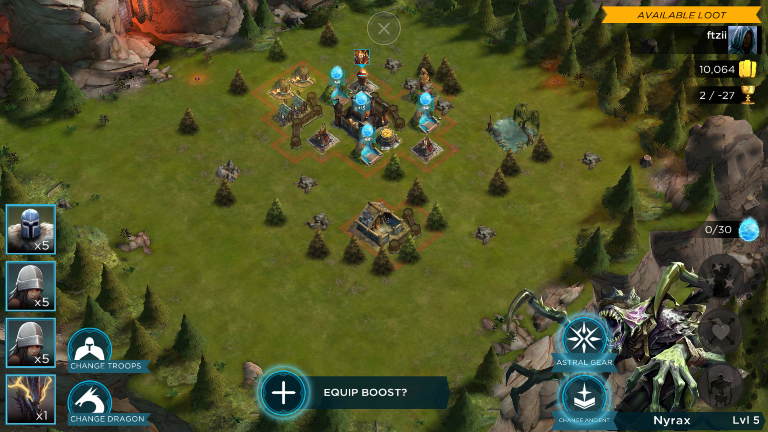 AVAILABLE LOOT
ftzii
10,064
2 / -27
0/30
x5
x5
x5
x1
CHANGE TROOPS
CHANGE DRAGON
EQUIP BOOST?
ASTRAL GEAR
CHANGE ANCIENT
Nyrax Lvl 5